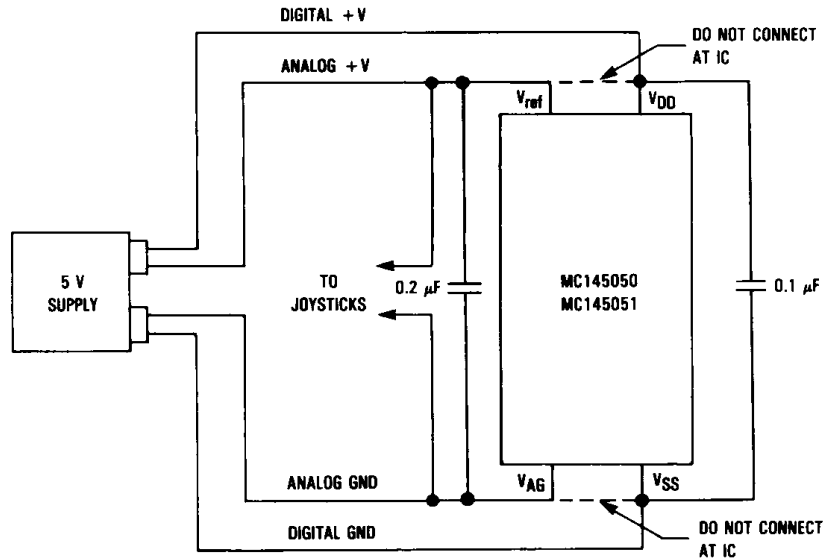 DIGITAL +V
DO NOT CONNECT
AT IC
ANALOG +V
Vref
VDD
5 V
SUPPLY
TO
JOYSTICKS
0.2 μF
MC145050
MC145051
0.1 μF
ANALOG GND
VAG
VSS
DIGITAL GND
DO NOT CONNECT
AT IC